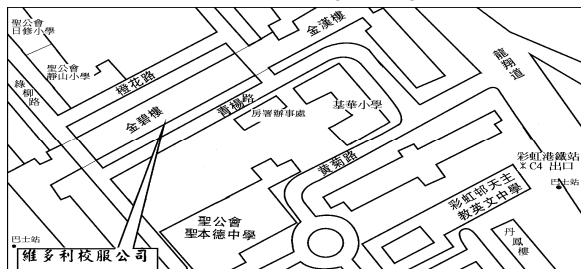 聖公會
日修小學
聖公會
靜山小學
綠柳路
橙花路
金漢樓
龍翔道
金碧樓
青楊路
房署辦事處
基華小學
黃菊路
彩虹港鐵站
C4 出口
巴士站
彩虹邨天主
教英文中學
聖公會
聖本德中學
丹鳳樓
巴士站
維多利校服公司